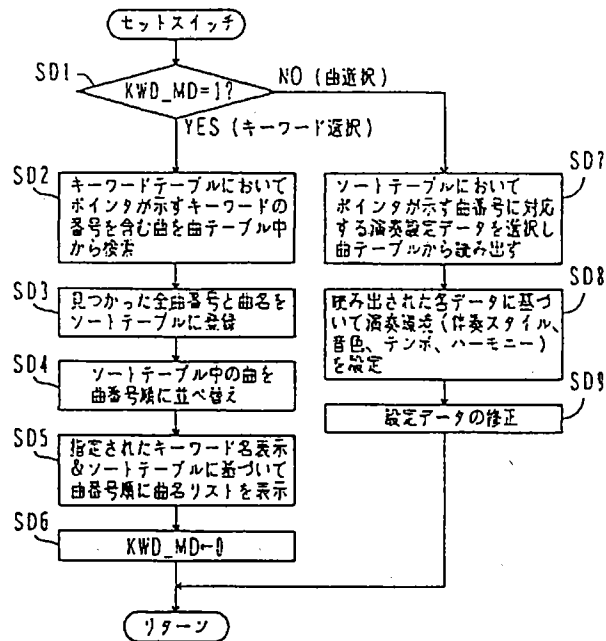 セットスイッチ
SD1
KWD_MD=1?
NO (曲選択)
YES (キーワード選択)
SD2
キーワードテーブルにおいて
ポインタが示すキーワードの
番号を含む曲を曲テーブル中
から検索
SD3
見つかった全曲番号と曲名を
ソートテーブルに登録
SD4
ソートテーブル中の曲を
曲番号順に並べ替え
SD5
指定されたキーワード名表示
&ソートテーブルに基づいて
曲番号順に曲名リストを表示
SD6
KWD_MD←0
SD7
ソートテーブルにおいて
ポインタが示す曲番号に対応
する演奏設定データを選択し
曲テーブルから読み出す
SD8
読み出された各データに基づ
いて演奏環境(伴奏スタイル、
音色、テンポ、ハーモニー)
を設定
SD9
設定データの修正
リターン